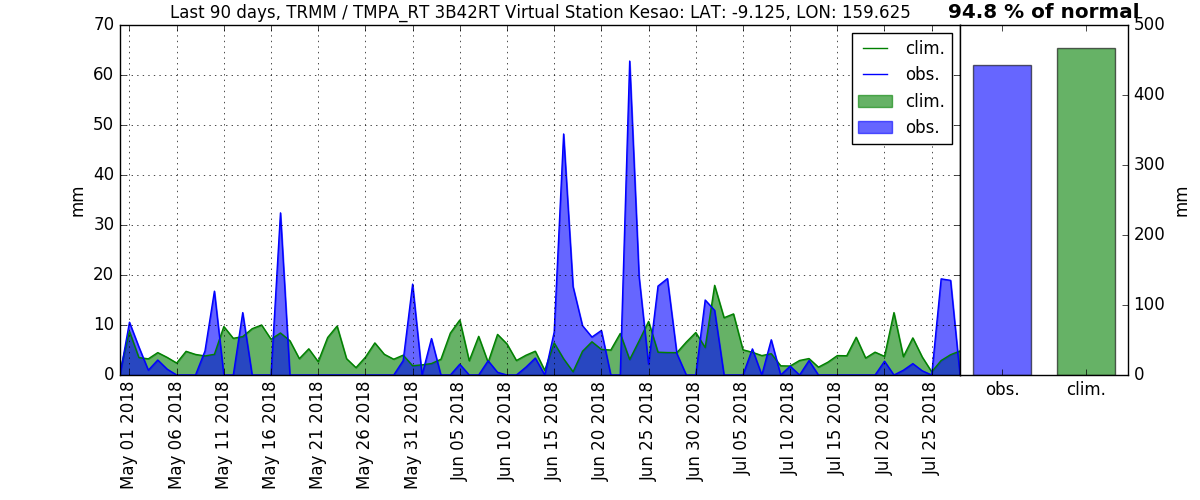 Last 90 days, TRMM / TMPA_RT 3B42RT Virtual Station Kesao: LAT: -9.125, LON: 159.625
94.8 % of normal
70
60
50
40
30
20
10
0
mm
clim.
obs.
clim.
obs.
500
400
300
200
100
0
mm
obs.
clim.
May 01 2018
May 06 2018
May 11 2018
May 16 2018
May 21 2018
May 26 2018
May 31 2018
Jun 05 2018
Jun 10 2018
Jun 15 2018
Jun 20 2018
Jun 25 2018
Jun 30 2018
Jul 05 2018
Jul 10 2018
Jul 15 2018
Jul 20 2018
Jul 25 2018